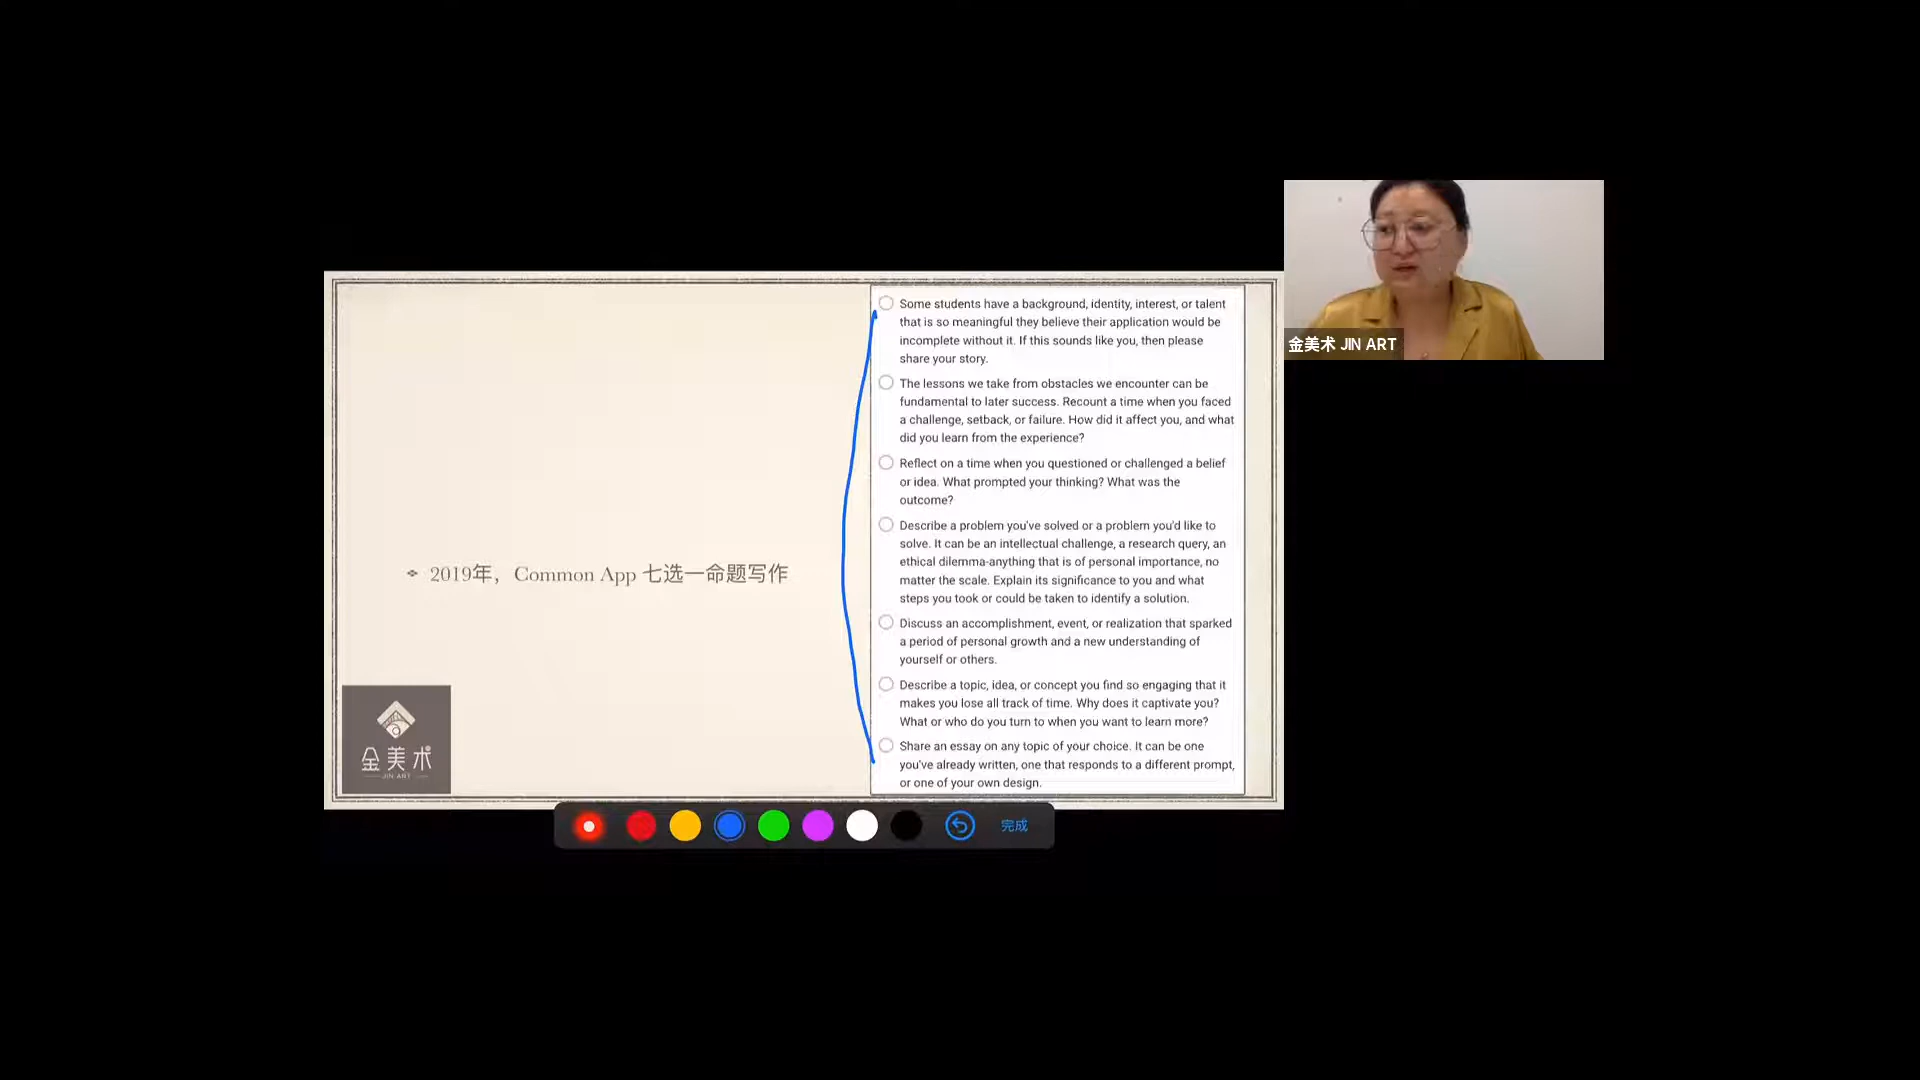 Some students have a background, identity, interest, or talent
that is so meaningful they believe their application would be
incomplete without it. If this sounds like you, then please
share your story.
The lessons we take from obstacles we encounter can be
fundamental to later success. Recount a time when you faced
a challenge, setback, or failure. How did it affect you, and what
did you learn from the experience?
Reflect on a time when you questioned or challenged a belief
or idea. What prompted your thinking? What was the
outcome?
Describe a problem you've solved or a problem you'd like to
solve. It can be an intellectual challenge, a research query, an
ethical dilemma-anything that is of personal importance, no
matter the scale. Explain its significance to you and what
steps you took or could be taken to identify a solution.
Discuss an accomplishment, event, or realization that sparked
a period of personal growth and a new understanding of
yourself or others.
Describe a topic, idea, or concept you find so engaging that it
makes you lose all track of time. Why does it captivate you?
What or who do you turn to when you want to learn more?
Share an essay on any topic of your choice. It can be one
you've already written, one that responds to a different prompt,
or one of your own design.
2019年，Common App 七选一命题写作
金美术
JIN ART
金美术 JIN ART
完成